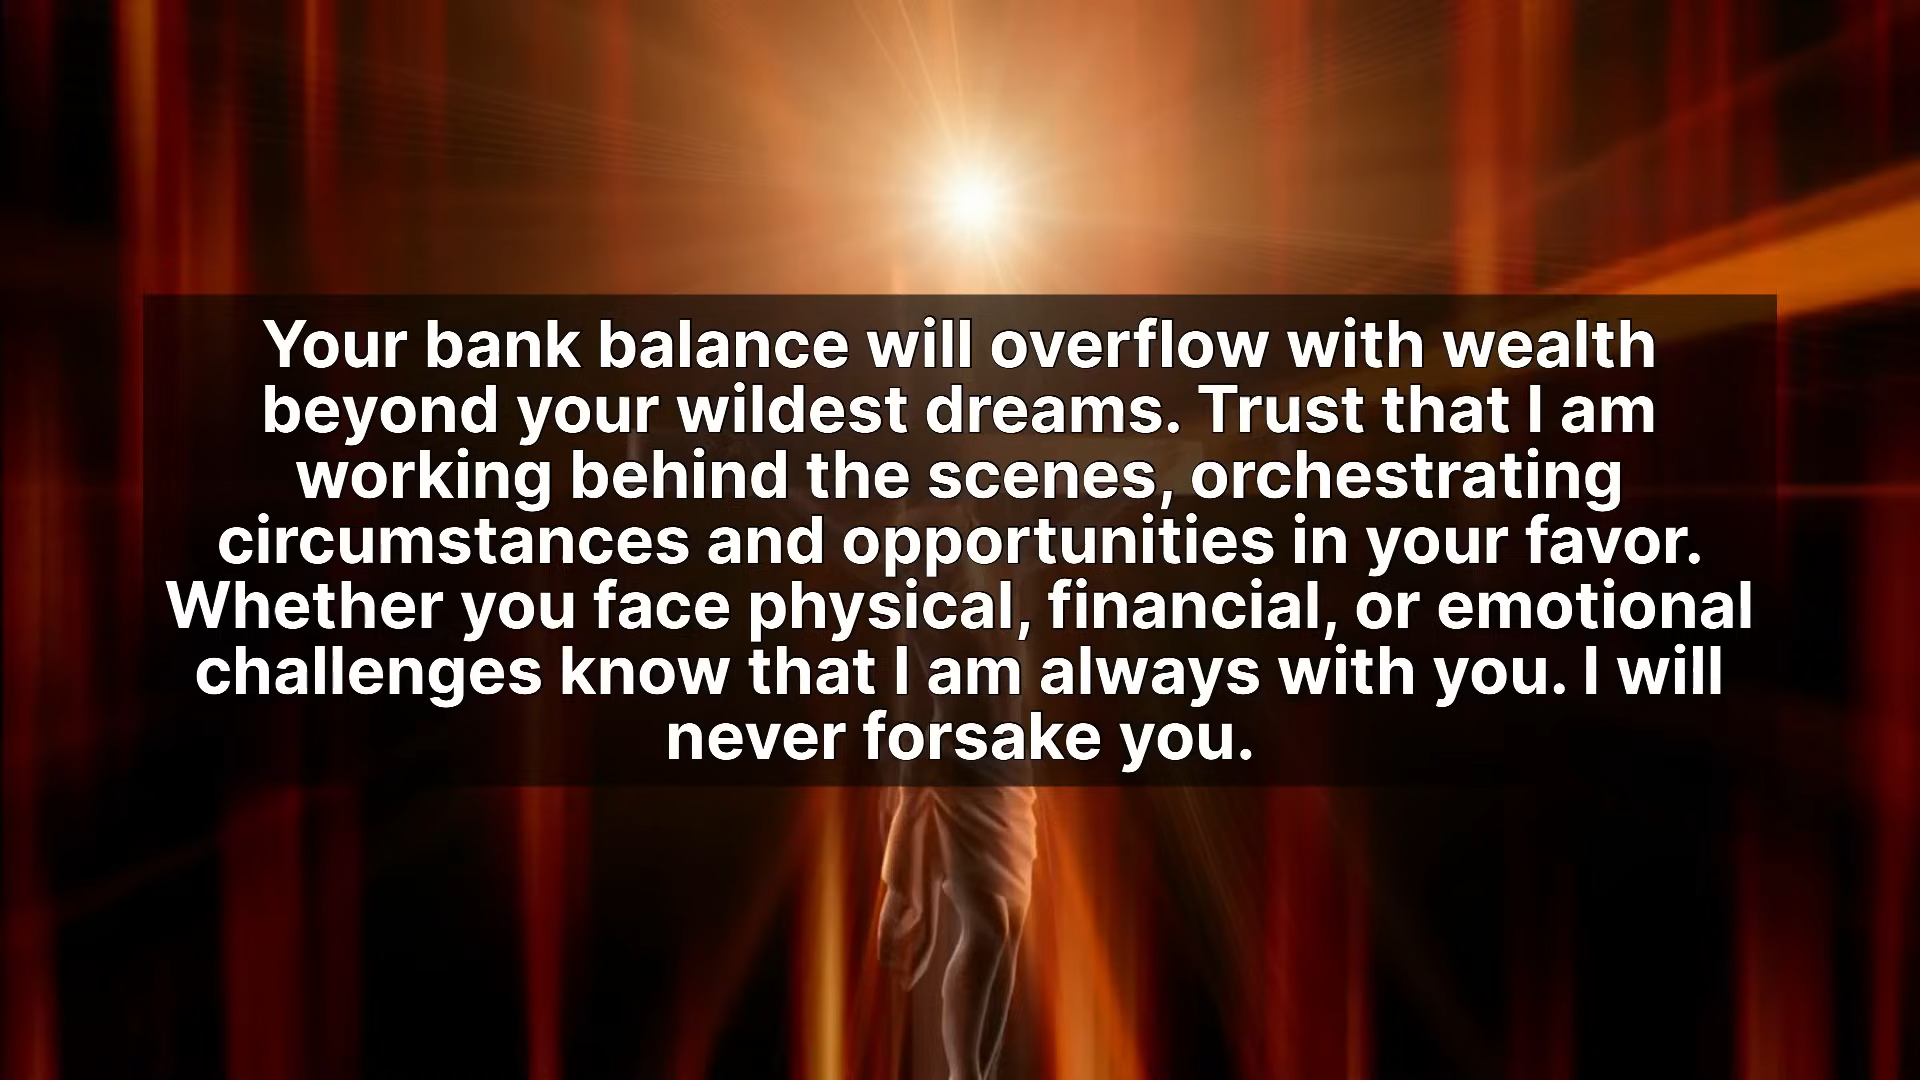 Your bank balance will overflow with wealth
beyond your wildest dreams. Trust that I am
working behind the scenes, orchestrating
circumstances and opportunities in your favor.
Whether you face physical, financial, or emotional
challenges know that I am always with you. I will
never forsake you.